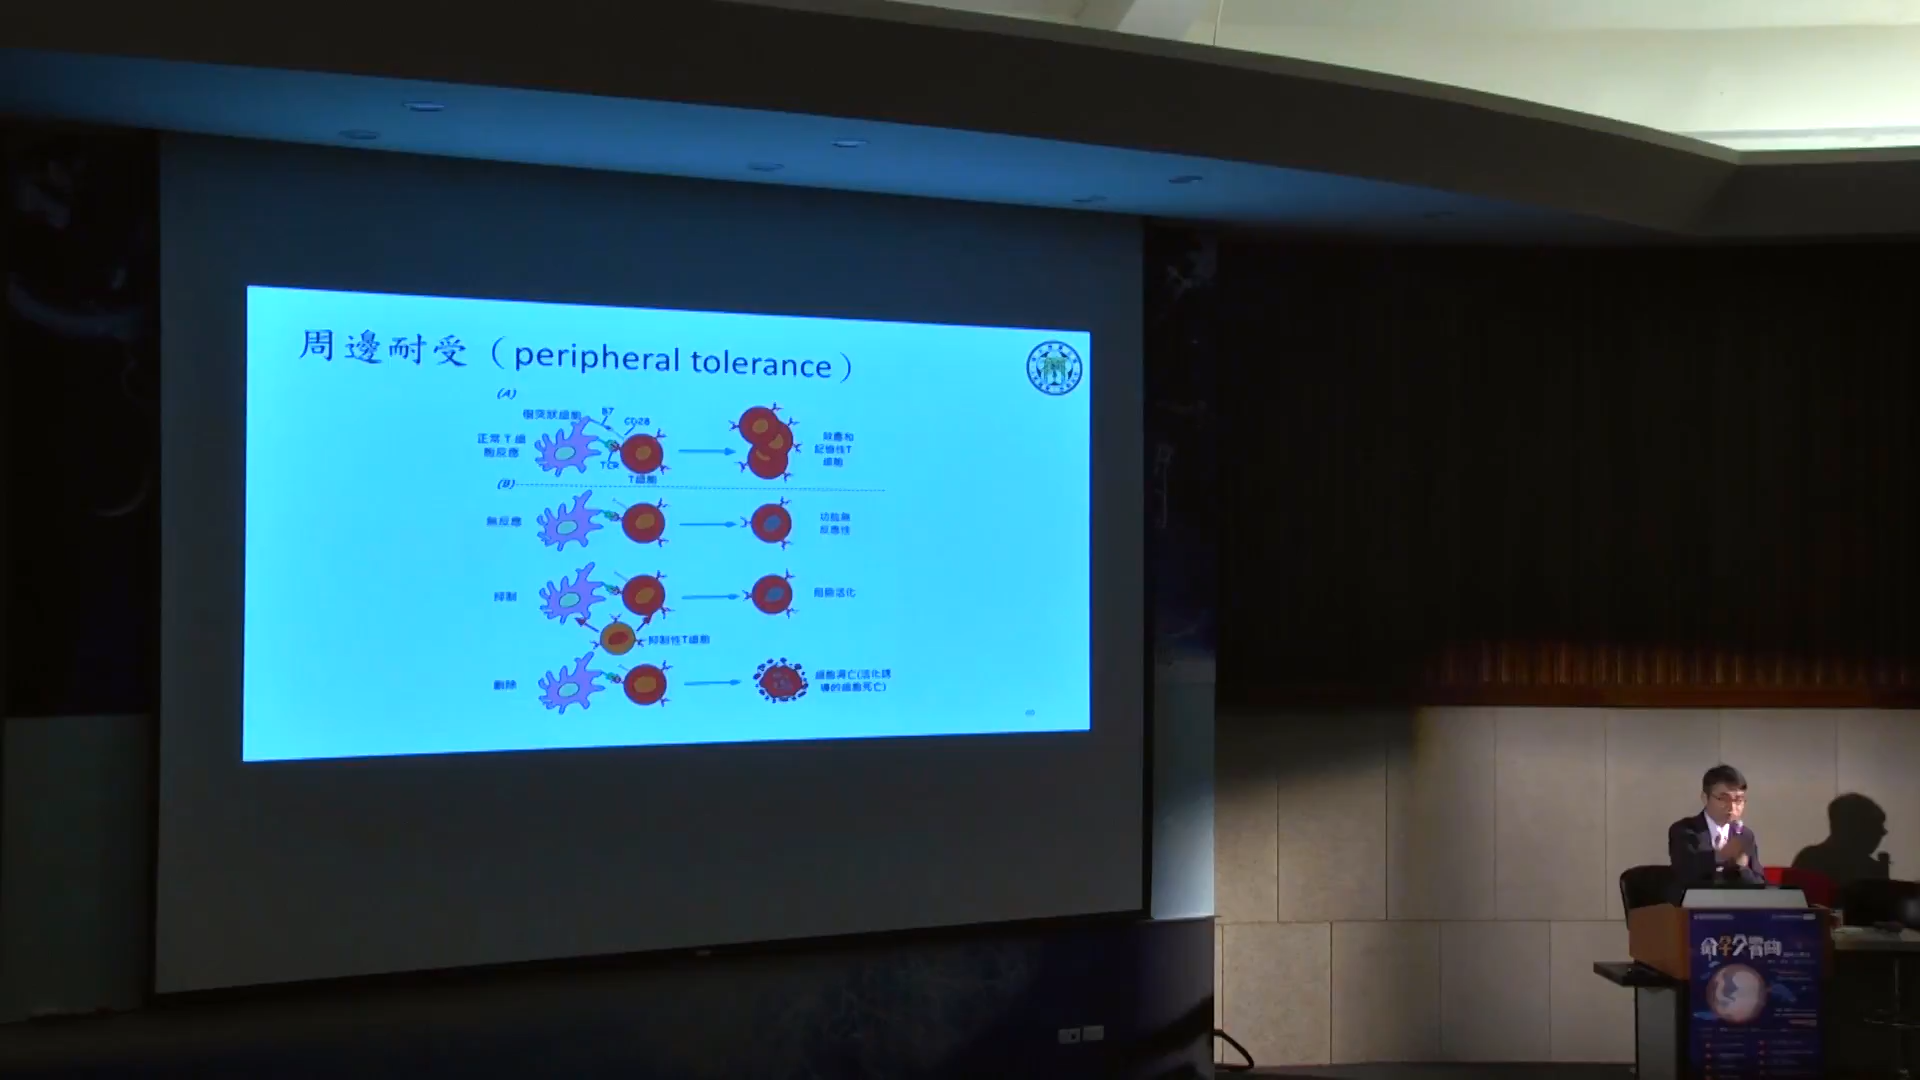 周邊耐受（peripheral tolerance）
(A)
樹突狀細胞
B7
CD28
正常T細
胞反應
TCR
T細胞
效應和
記憶性T
細胞
(B)
無反應
功能無
反應性
抑制
阻斷活化
抑制性T細胞
刪除
細胞凋亡(活化誘
導的細胞死亡)